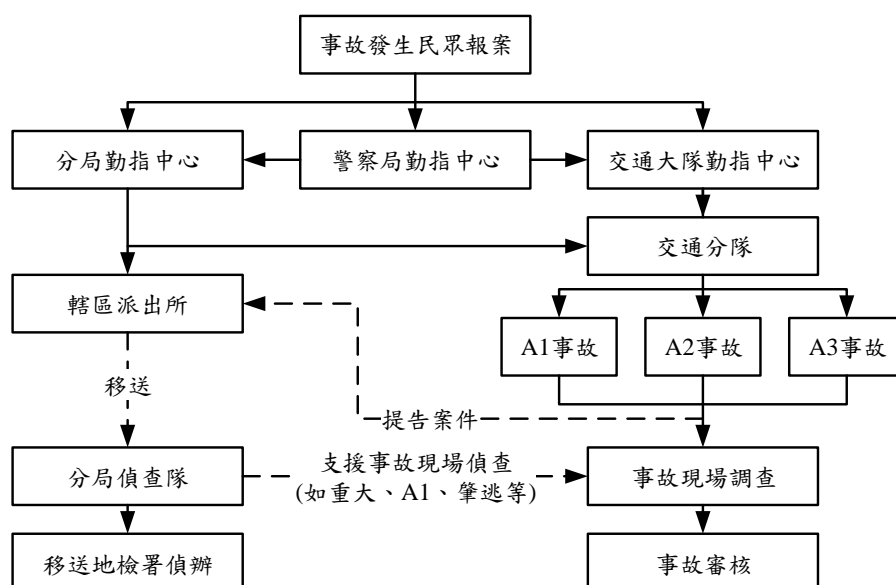 事故發生民眾報案
分局勤指中心
警察局勤指中心
交通大隊勤指中心
交通分隊
轄區派出所
A1事故
A2事故
A3事故
移送
提告案件
分局偵查隊
支援事故現場偵查
(如重大、A1、肇逃等)
事故現場調查
移送地檢署偵辦
事故審核